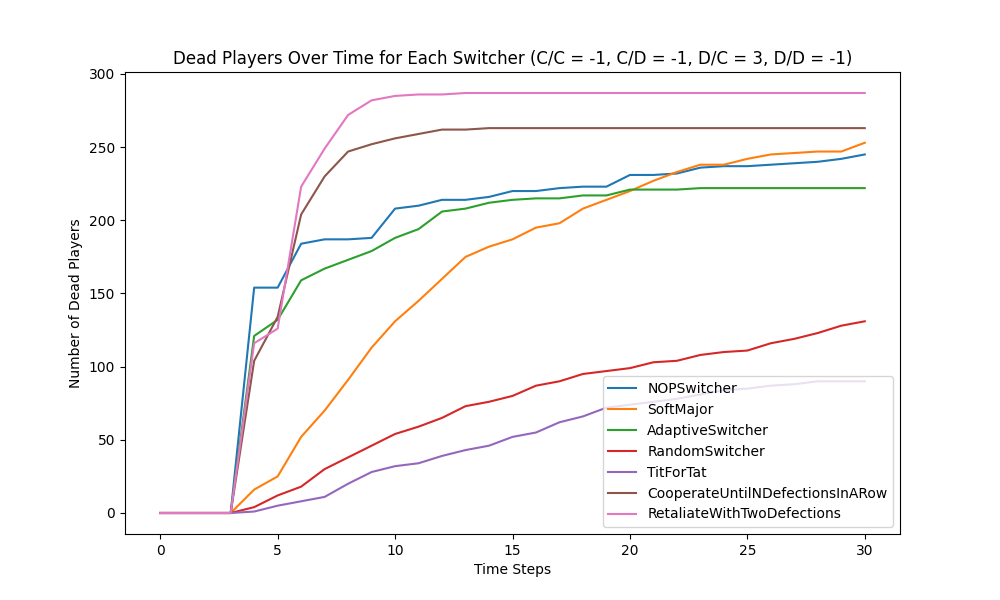 Dead Players Over Time for Each Switcher (C/C = -1, C/D = -1, D/C = 3, D/D = -1)
300
250
200
150
100
50
0
Number of Dead Players
NOPSwitcher
SoftMajor
AdaptiveSwitcher
RandomSwitcher
TitForTat
CooperateUntilNDefectionsInARow
RetaliateWithTwoDefections
0 5 10 15 20 25 30
Time Steps